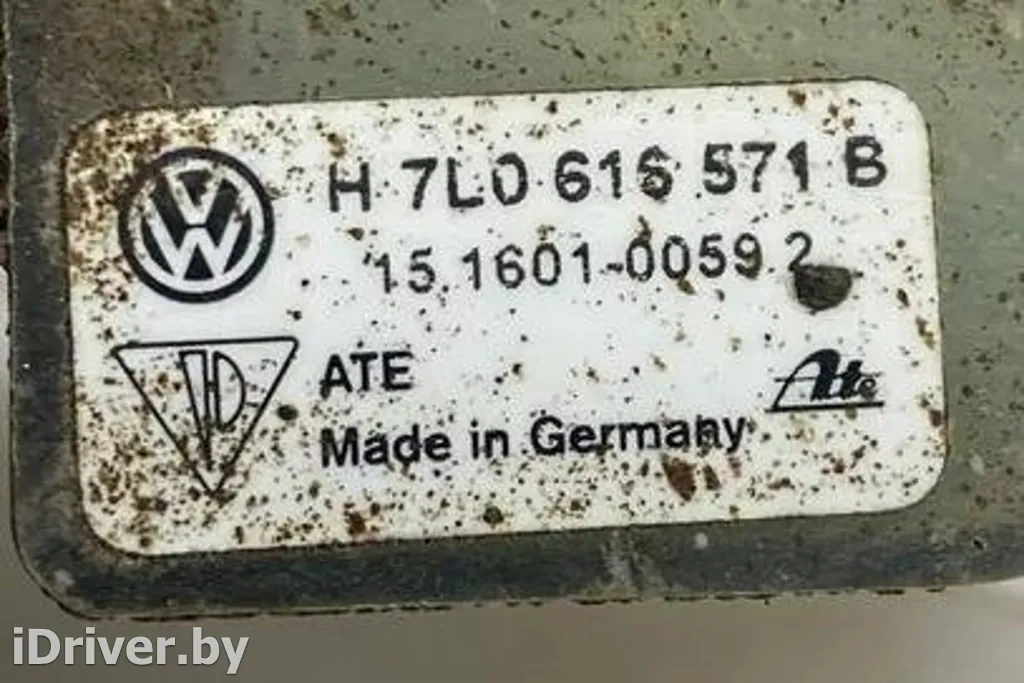 H 7L0 616 571 B
15.1601-0059.2
ATE
Ate
Made in Germany
iDriver.by